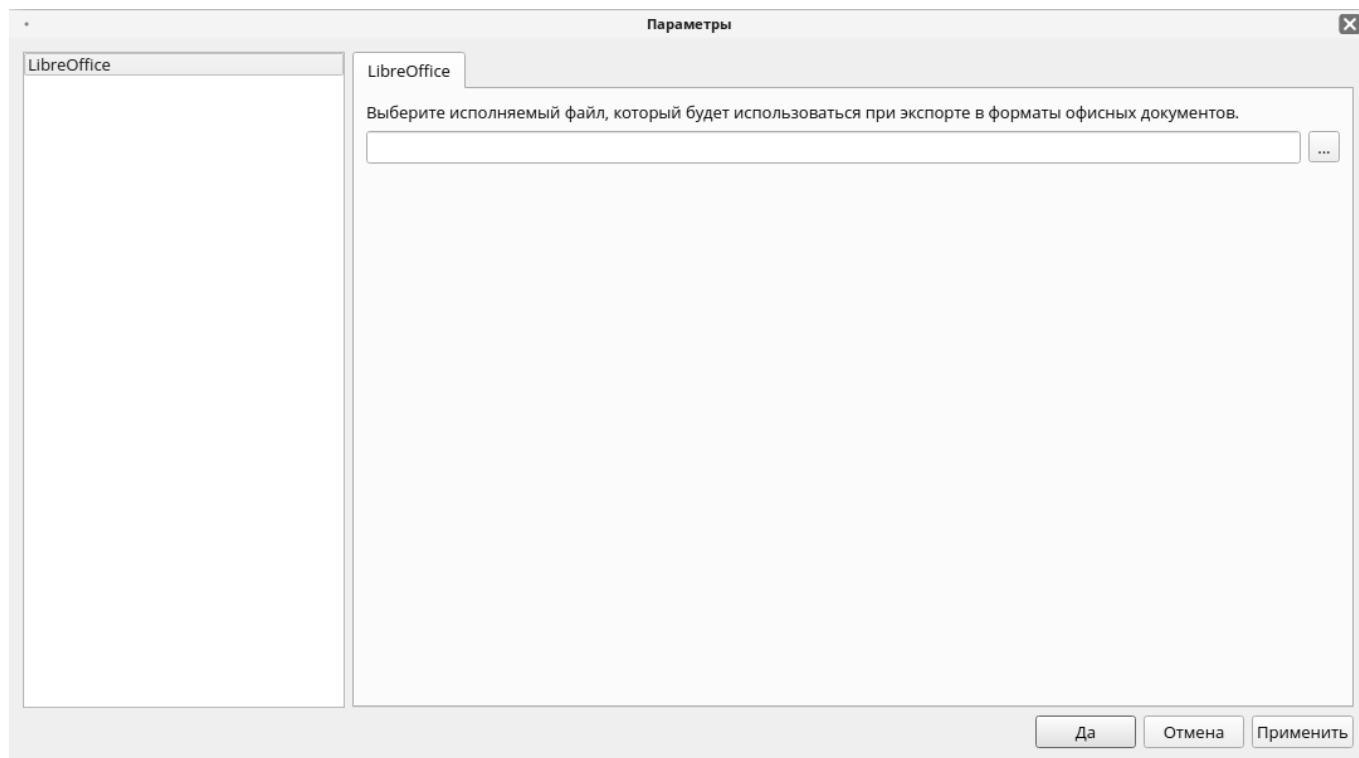 Параметры
LibreOffice
LibreOffice
Выберите исполняемый файл, который будет использоваться при экспорте в форматы офисных документов.
...
Да
Отмена
Применить